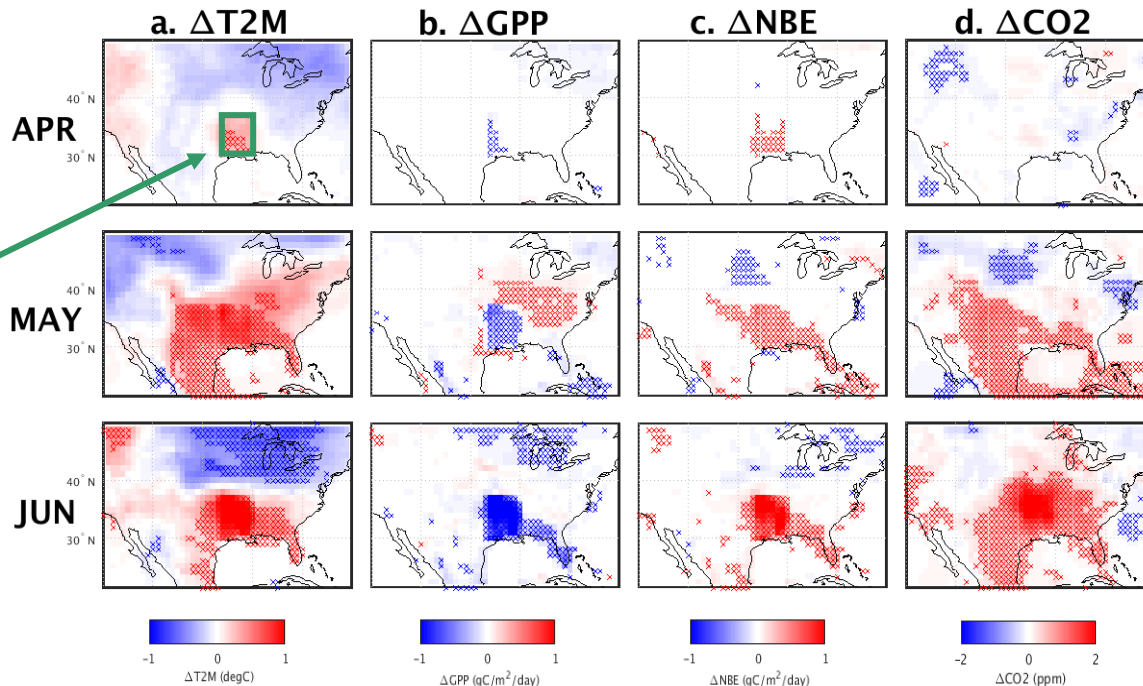 a. ΔT2M b. ΔGPP c. ΔNBE d. ΔCO2
APR
40° N
30° N
MAY
40° N
30° N
JUN
40° N
30° N
-1 0 1 -1 0 1 -1 0 1 -2 0 2
ΔT2M (degC) ΔGPP (gC/m²/day) ΔNBE (gC/m²/day) ΔCO2 (ppm)